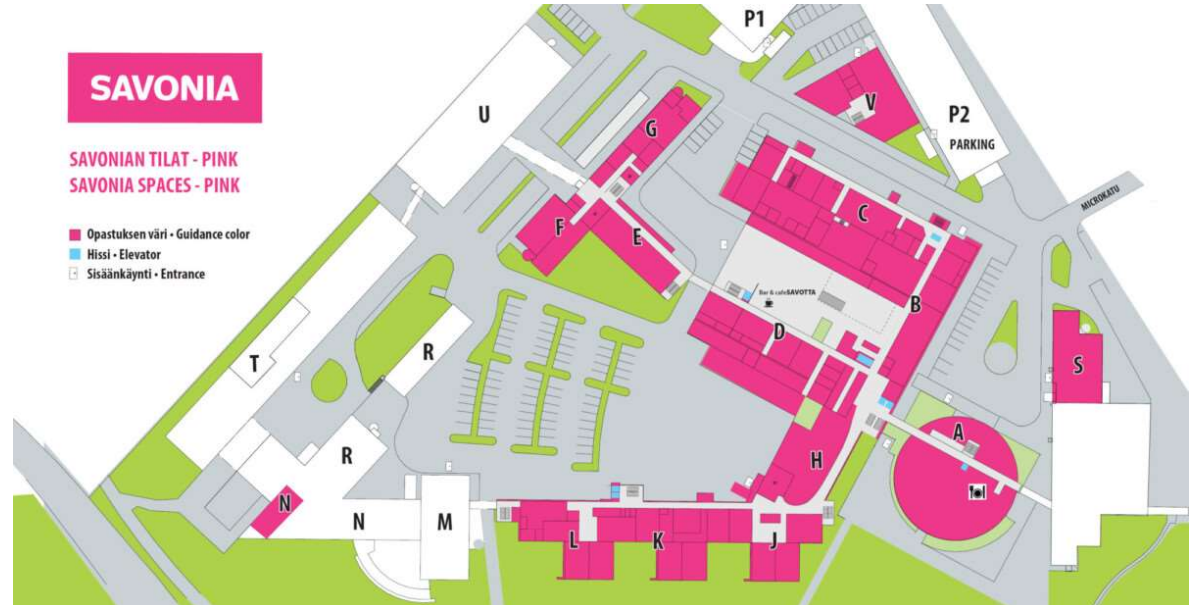 SAVONIA
SAVONIAN TILAT - PINK
SAVONIA SPACES - PINK
Opastuksen väri • Guidance color
Hissi • Elevator
Sisäänkäynti • Entrance
P1
U
G
V
P2
PARKING
MICROKATU
C
F
E
B
Bar & cafe SAVOTTA
D
T
R
S
A
R
H
N
N
M
L
K
J